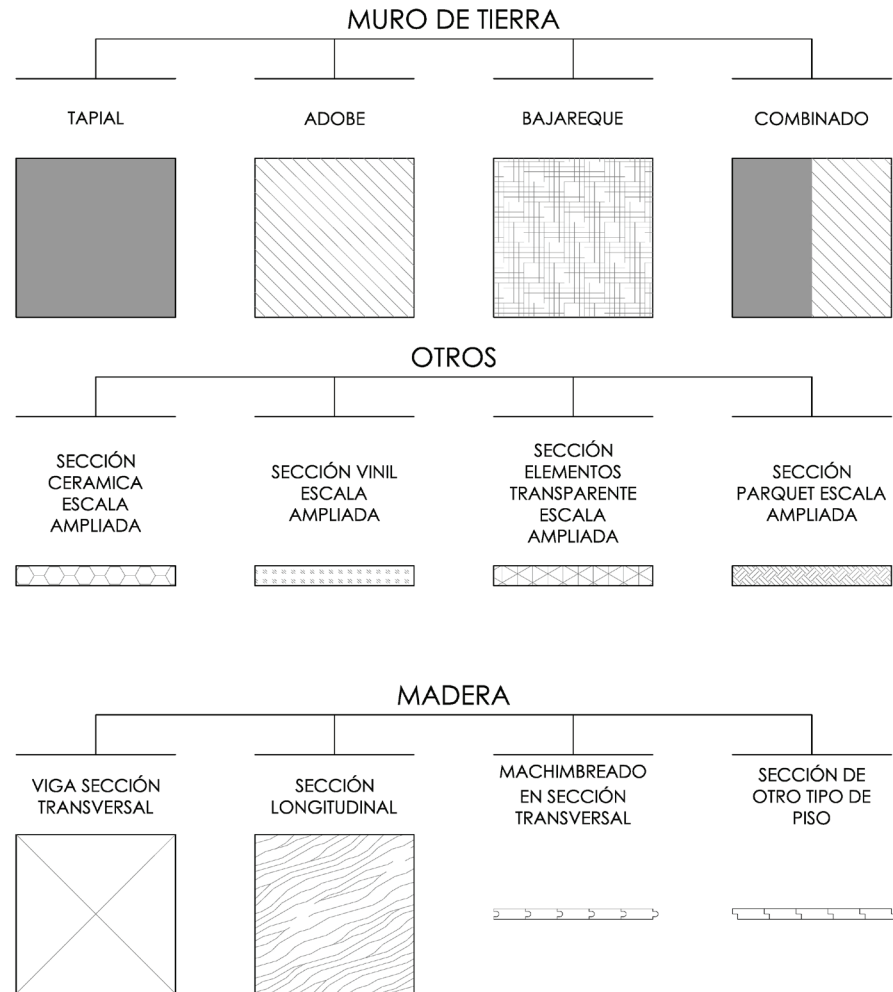 MURO DE TIERRA
TAPIAL
ADOBE
BAJAREQUE
COMBINADO
OTROS
SECCIÓN
CERAMICA
ESCALA
AMPLIADA
SECCIÓN VINIL
ESCALA
AMPLIADA
SECCIÓN
ELEMENTOS
TRANSPARENTE
ESCALA
AMPLIADA
SECCIÓN
PARQUET ESCALA
AMPLIADA
MADERA
VIGA SECCIÓN
TRANSVERSAL
SECCIÓN
LONGITUDINAL
MACHIMBREADO
EN SECCIÓN
TRANSVERSAL
SECCIÓN DE
OTRO TIPO DE
PISO